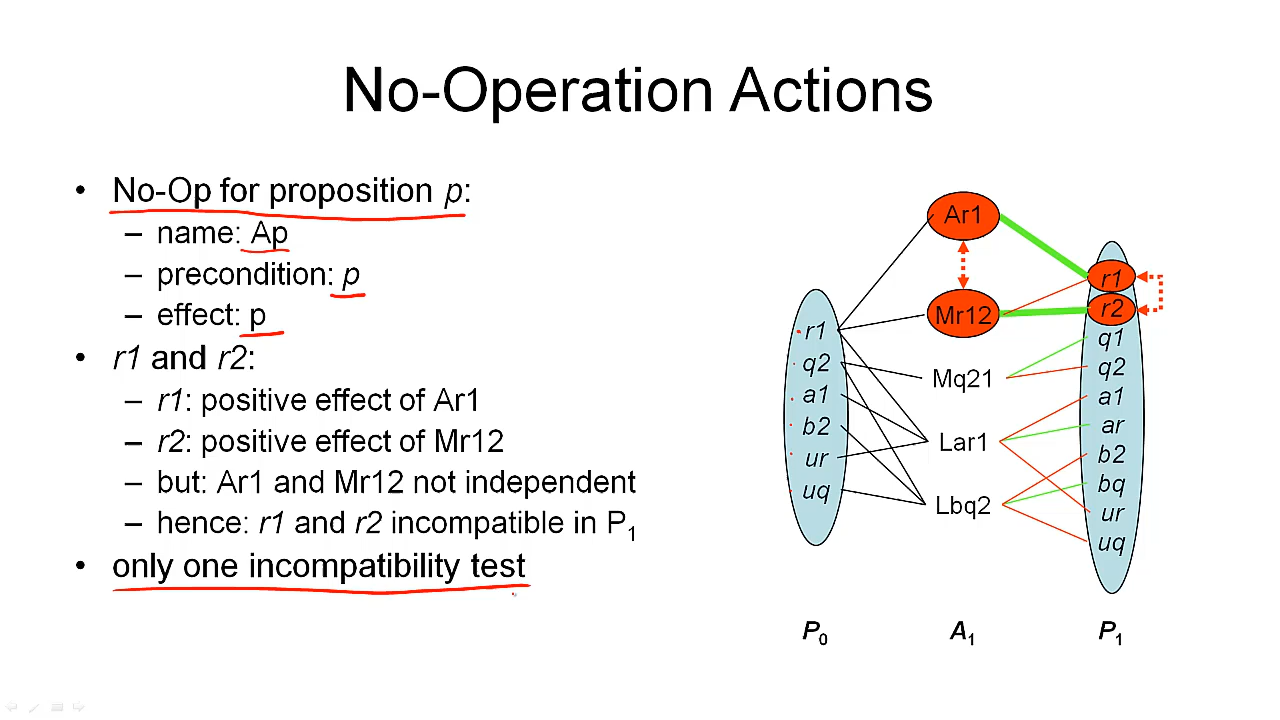 No-Operation Actions
• No-Op for proposition p:
– name: Ap
– precondition: p
– effect: p
• r1 and r2:
– r1: positive effect of Ar1
– r2: positive effect of Mr12
– but: Ar1 and Mr12 not independent
– hence: r1 and r2 incompatible in P1
• only one incompatibility test
r1
q2
a1
b2
ur
uq
P0
Ar1
Mr12
Mq21
Lar1
Lbq2
A1
r1
r2
q1
q2
a1
ar
b2
bq
ur
uq
P1